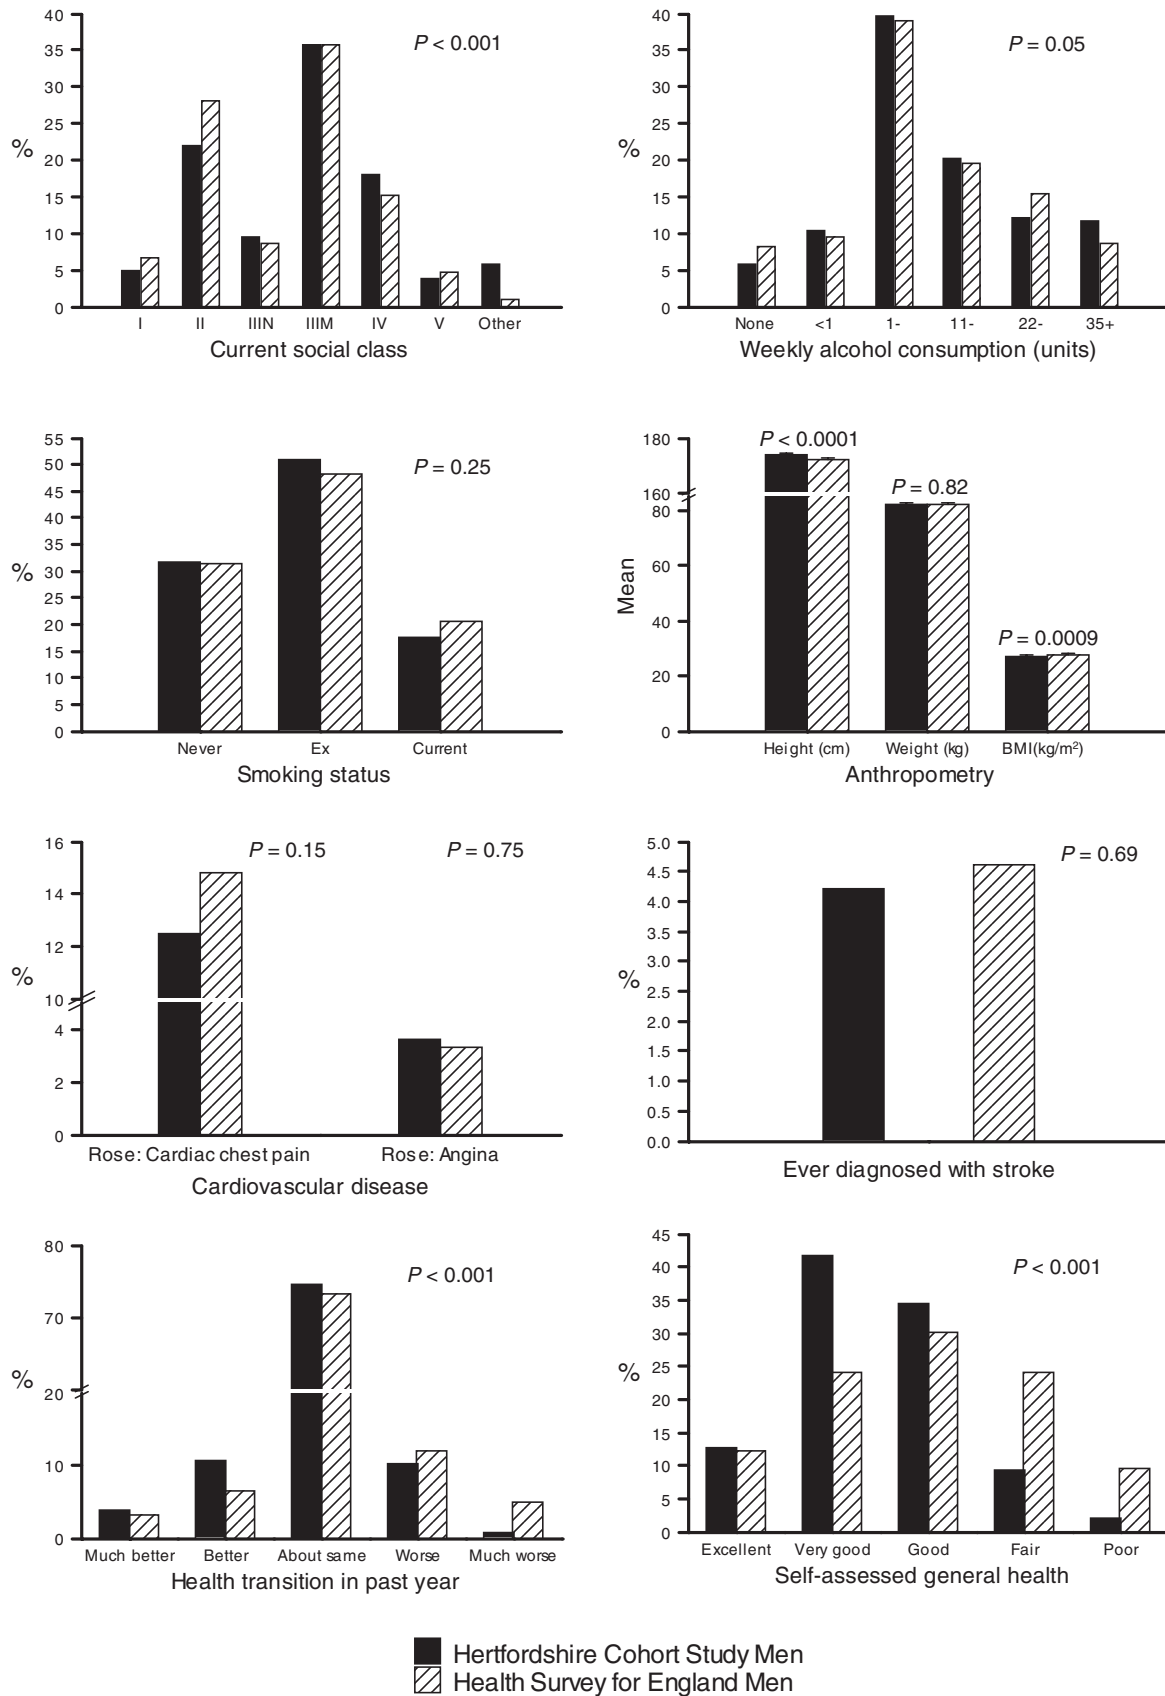 40
35
30
25
20
15
10
5
0
%
P < 0.001
I II IIIN IIIM IV V Other
Current social class
40
35
30
25
20
15
10
5
0
%
P = 0.05
None <1 1- 11- 22- 35+
Weekly alcohol consumption (units)
55
50
45
40
35
30
25
20
15
10
5
0
%
P = 0.25
Never Ex Current
Smoking status
180
160
80
60
40
20
0
Mean
P < 0.0001
P = 0.82
P = 0.0009
Height (cm) Weight (kg) BMI(kg/m²)
Anthropometry
16
14
12
10
4
2
0
%
P = 0.15 P = 0.75
Rose: Cardiac chest pain Rose: Angina
Cardiovascular disease
5.0
4.5
4.0
3.5
3.0
2.5
2.0
1.5
1.0
0.5
0.0
%
P = 0.69
Ever diagnosed with stroke
80
70
20
10
0
%
P < 0.001
Much better Better About same Worse Much worse
Health transition in past year
45
40
35
30
25
20
15
10
5
0
%
P < 0.001
Excellent Very good Good Fair Poor
Self-assessed general health
Hertfordshire Cohort Study Men
Health Survey for England Men